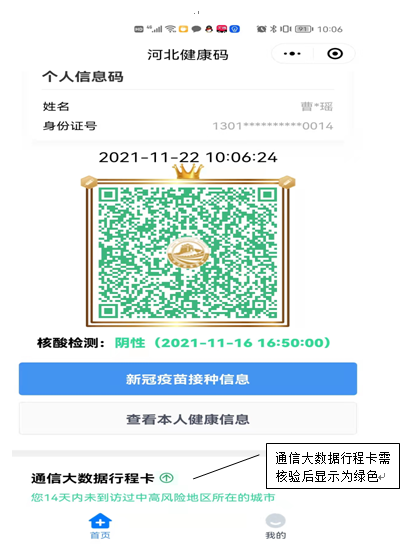 10:06
河北健康码
个人信息码
姓名 曹*瑶
身份证号 1301**********0014
2021-11-22 10:06:24
核酸检测：阴性（2021-11-16 16:50:00）
新冠疫苗接种信息
查看本人健康信息
通信大数据行程卡需
核验后显示为绿色
通信大数据行程卡
您14天内未到访过中高风险地区所在的城市
首页 我的